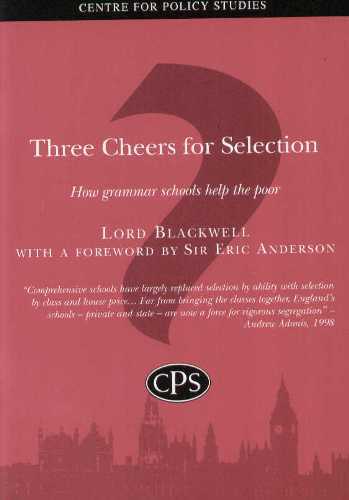 CENTRE FOR POLICY STUDIES
Three Cheers for Selection
How grammar schools help the poor
LORD BLACKWELL
WITH A FOREWORD BY SIR ERIC ANDERSON
"Comprehensive schools have largely replaced selection by ability with selection
by class and house price... Far from bringing the classes together, England's
schools – private and state – are now a force for rigorous segregation" –
Andrew Adonis, 1998
CPS